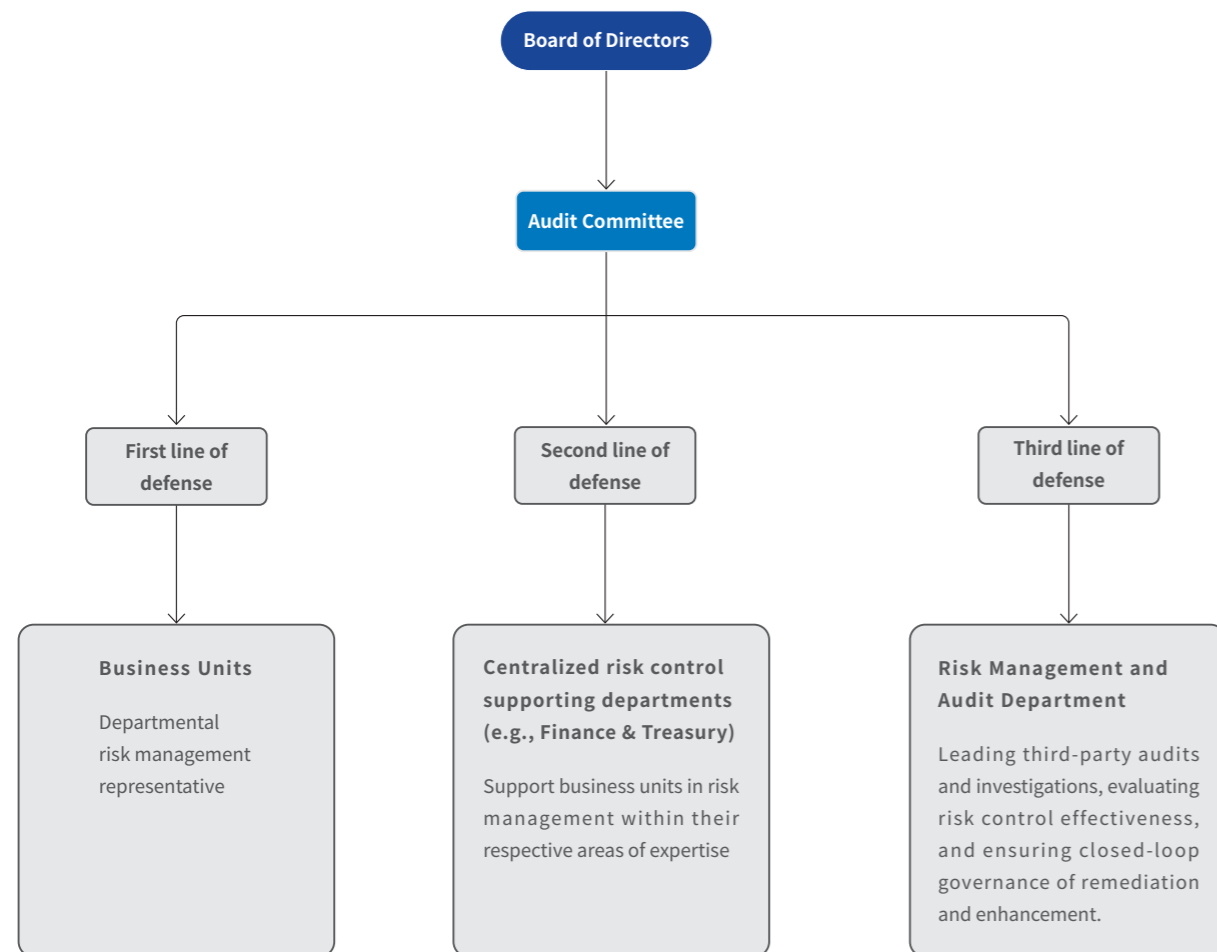 Board of Directors
Audit Committee
First line of
defense
Second line of
defense
Third line of
defense
Business Units
Departmental
risk management
representative
Centralized risk control
supporting departments
(e.g., Finance & Treasury)
Support business units in risk
management within their
respective areas of expertise
Risk Management and
Audit Department
Leading third-party audits
and investigations, evaluating
risk control effectiveness,
and ensuring closed-loop
governance of remediation
and enhancement.